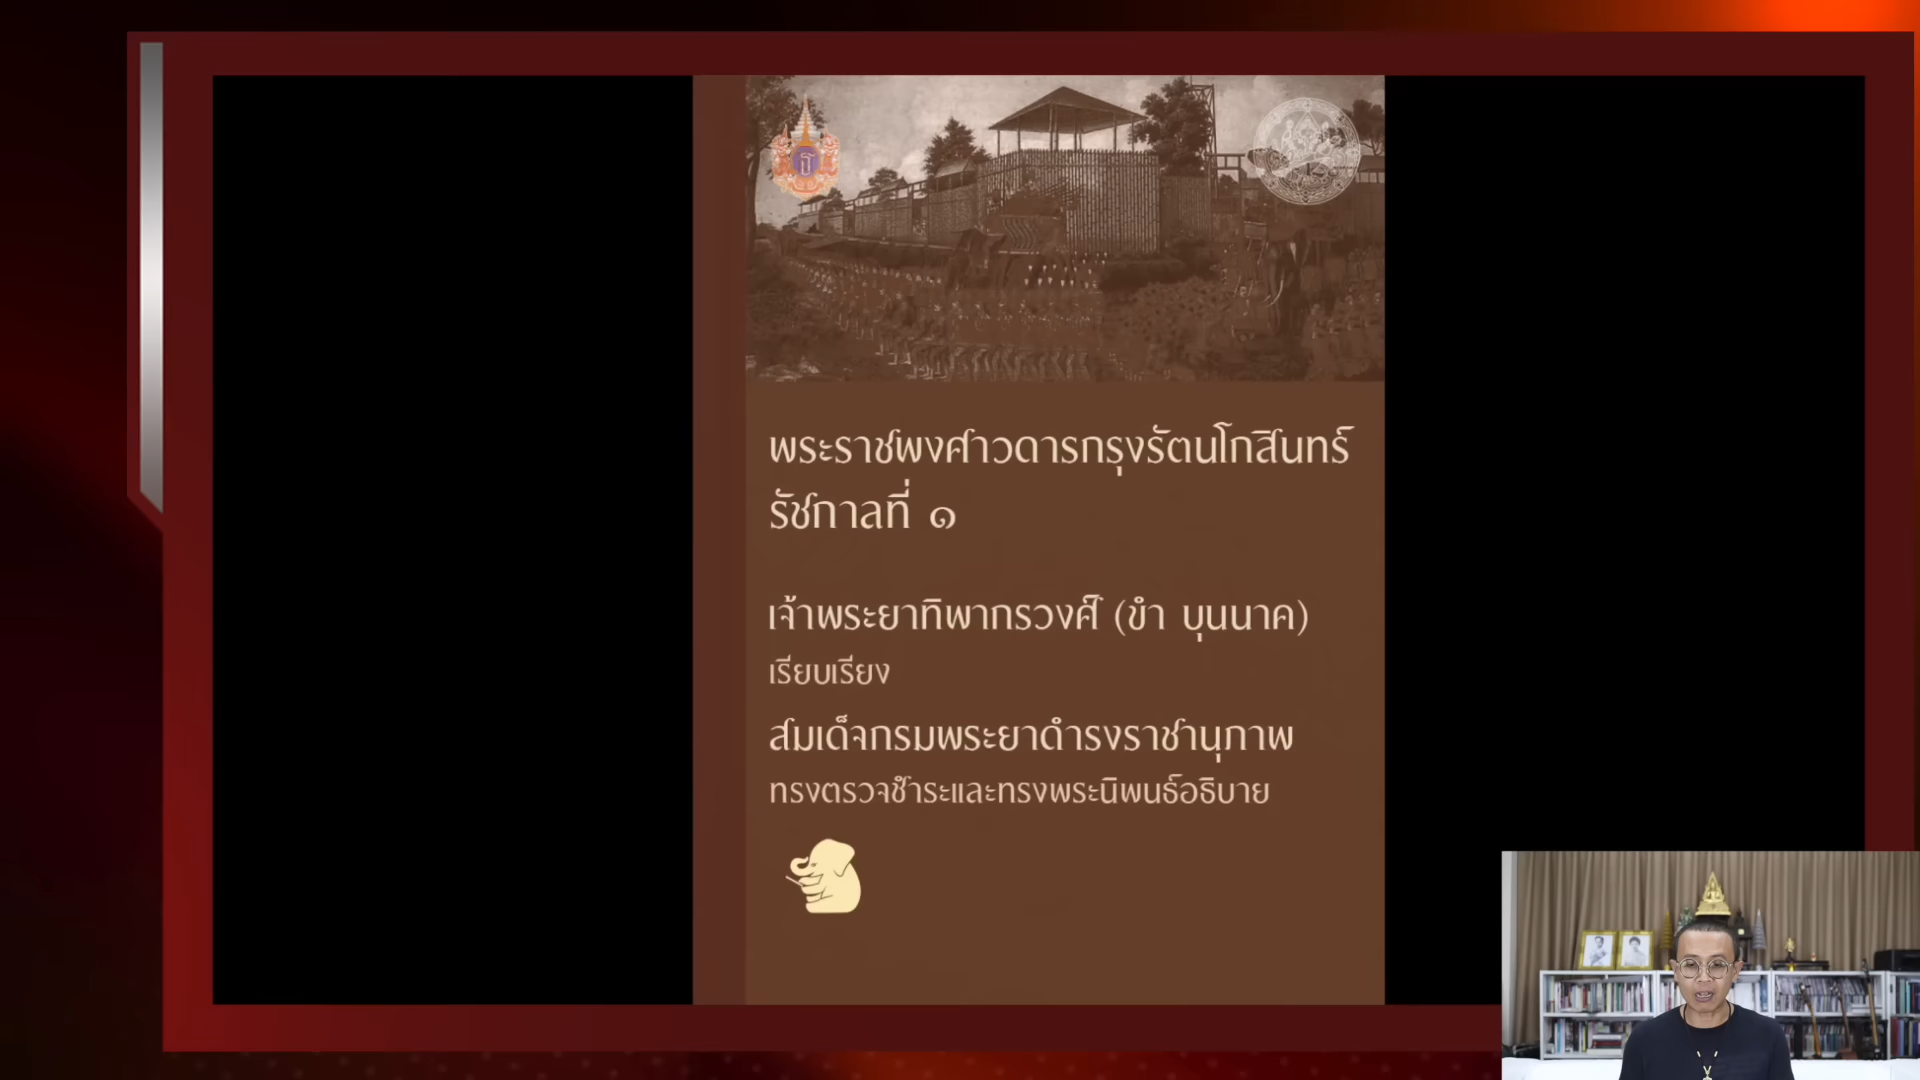 พระราชพงศาวดารกรุงรัตนโกสินทร์
รัชกาลที่ ๑
เจ้าพระยาทิพากรวงศ์ (ขำ บุนนาค)
เรียบเรียง
สมเด็จกรมพระยาดำรงราชานุภาพ
ทรงตรวจชำระและทรงพระนิพนธ์อธิบาย